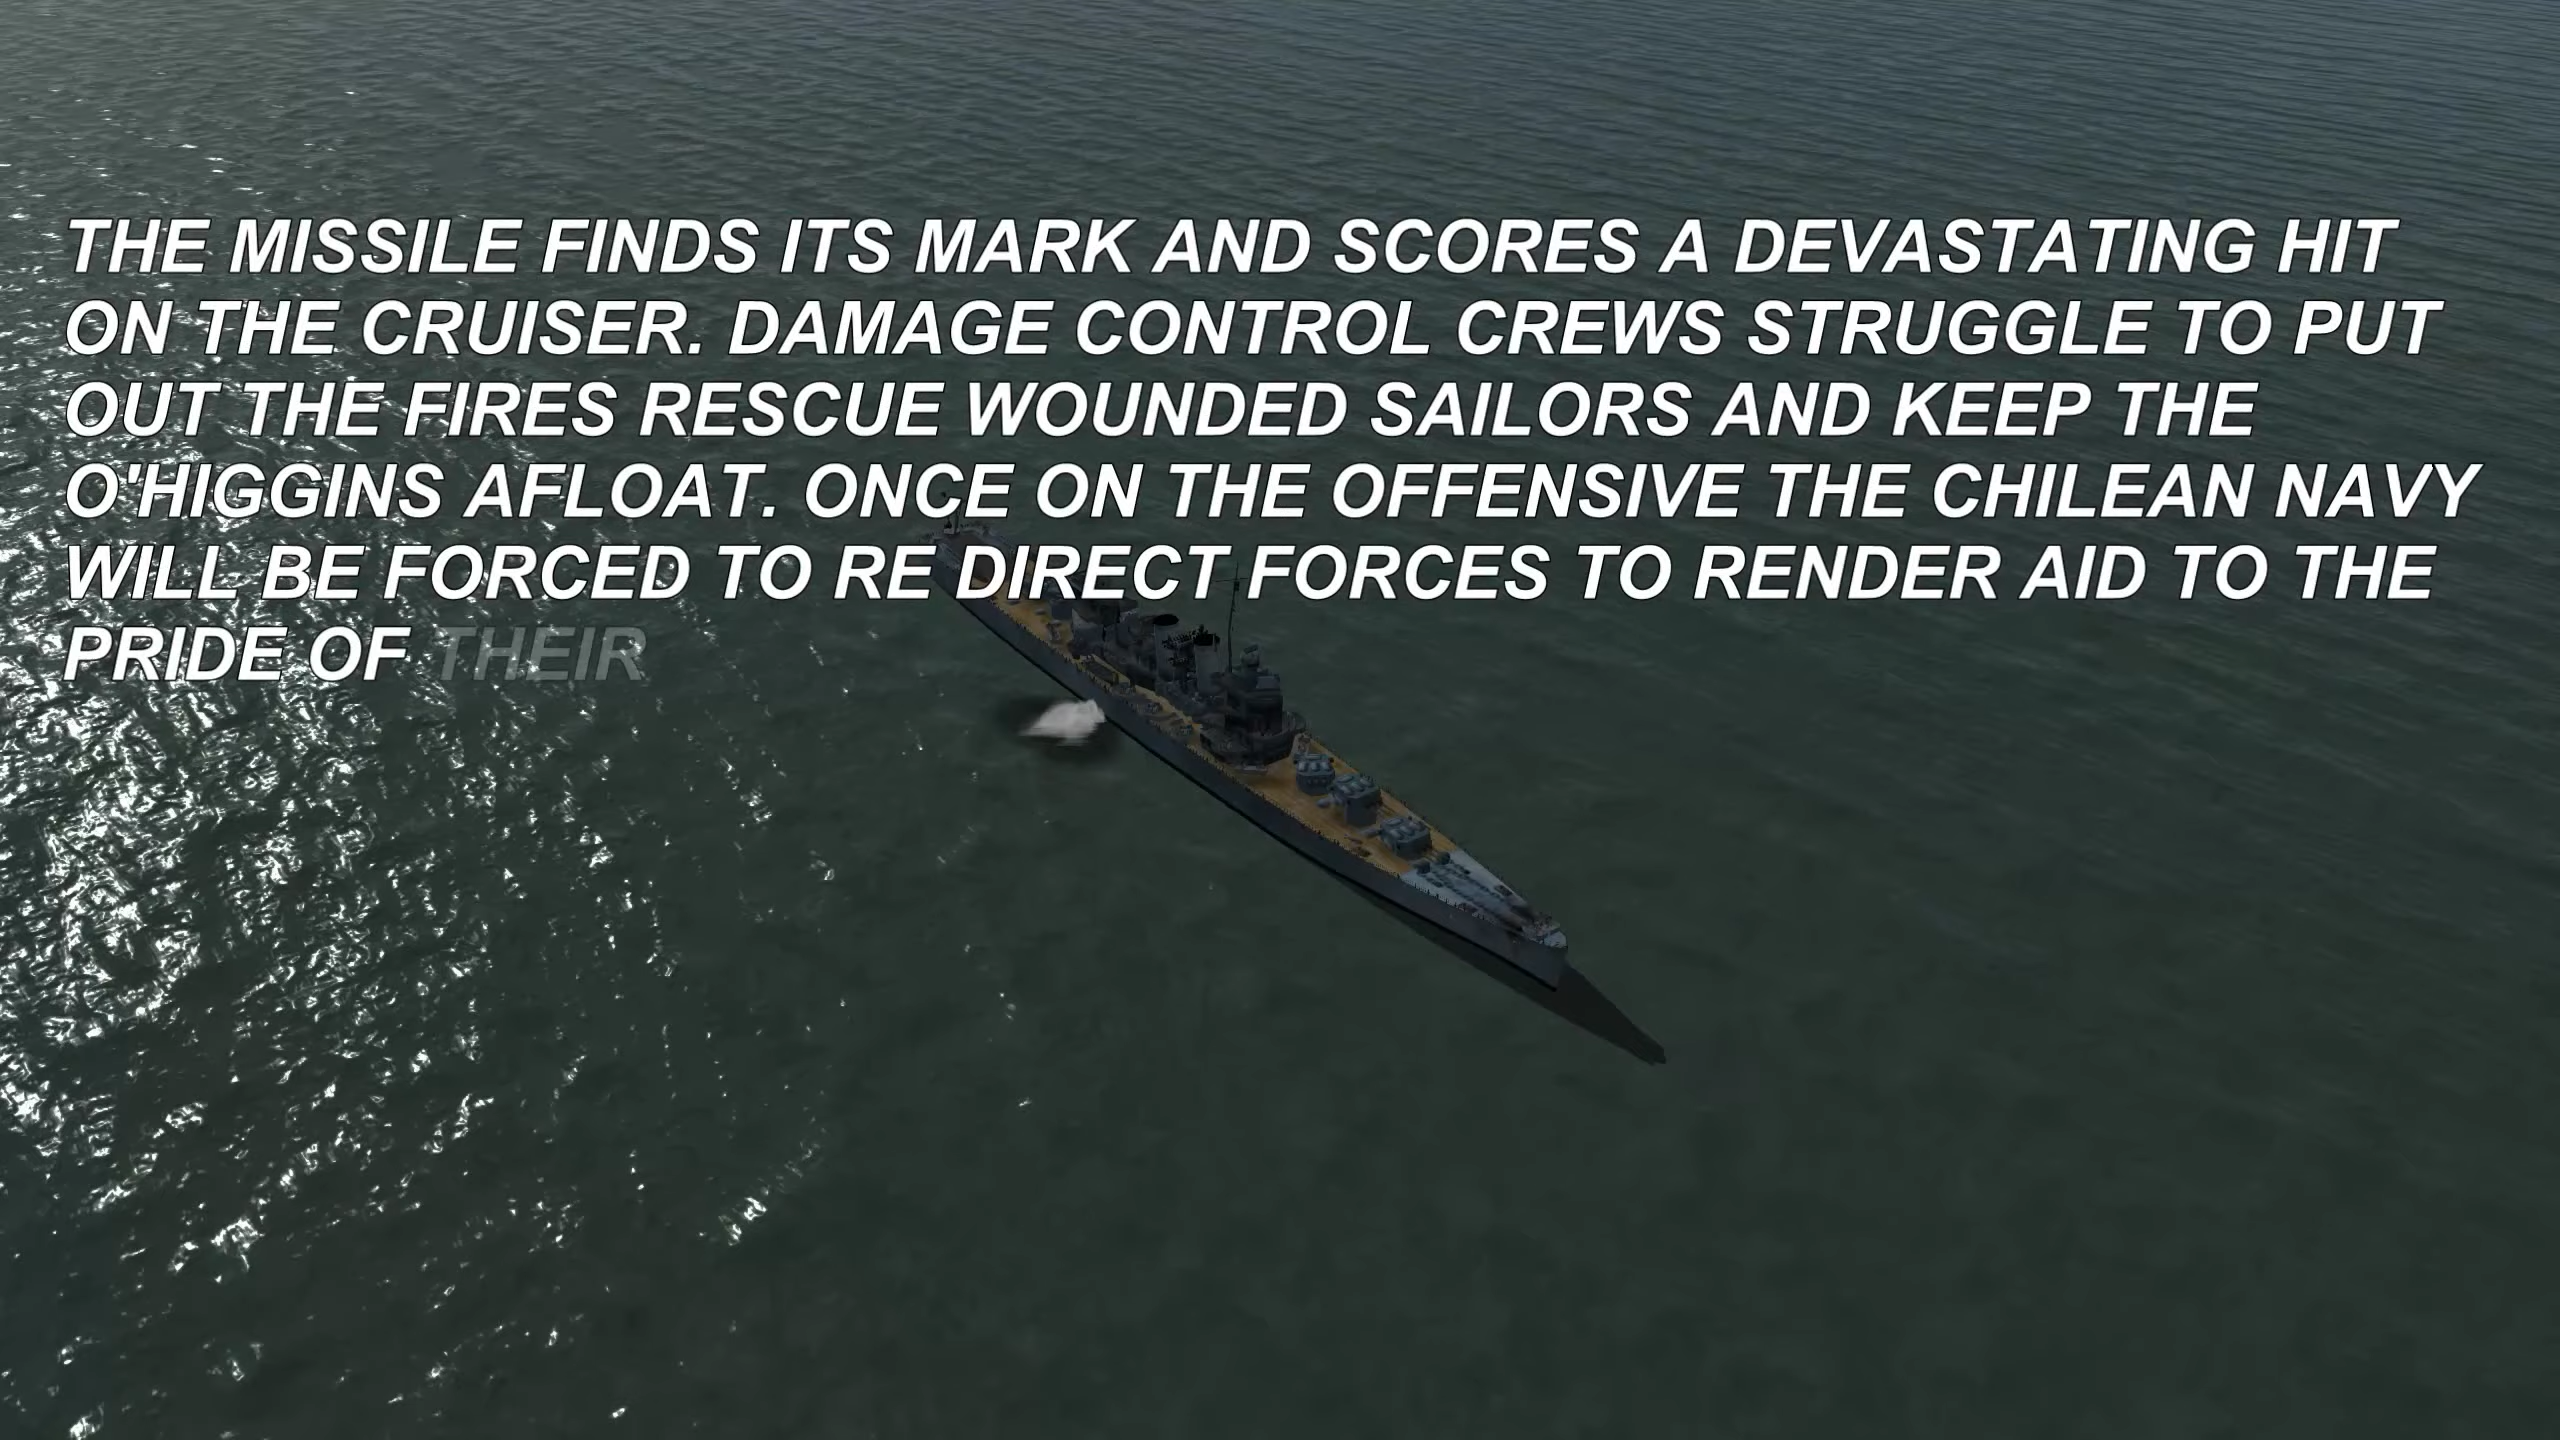 THE MISSILE FINDS ITS MARK AND SCORES A DEVASTATING HIT
ON THE CRUISER. DAMAGE CONTROL CREWS STRUGGLE TO PUT
OUT THE FIRES RESCUE WOUNDED SAILORS AND KEEP THE
O'HIGGINS AFLOAT. ONCE ON THE OFFENSIVE THE CHILEAN NAVY
WILL BE FORCED TO RE DIRECT FORCES TO RENDER AID TO THE
PRIDE OF THEIR